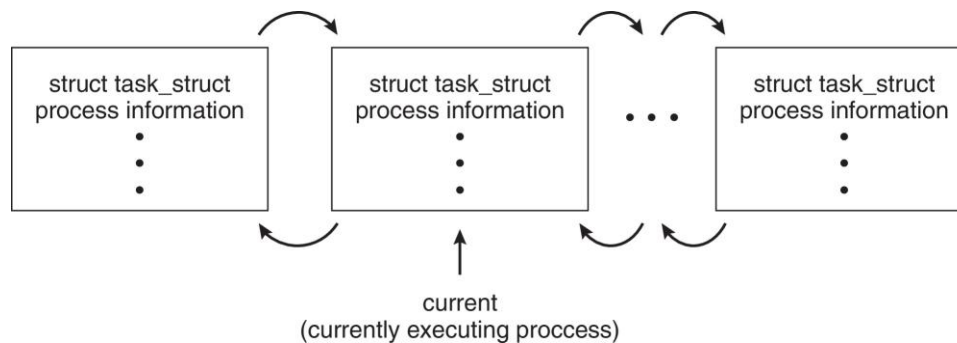 struct task_struct
process information
struct task_struct
process information
struct task_struct
process information
current
(currently executing proccess)